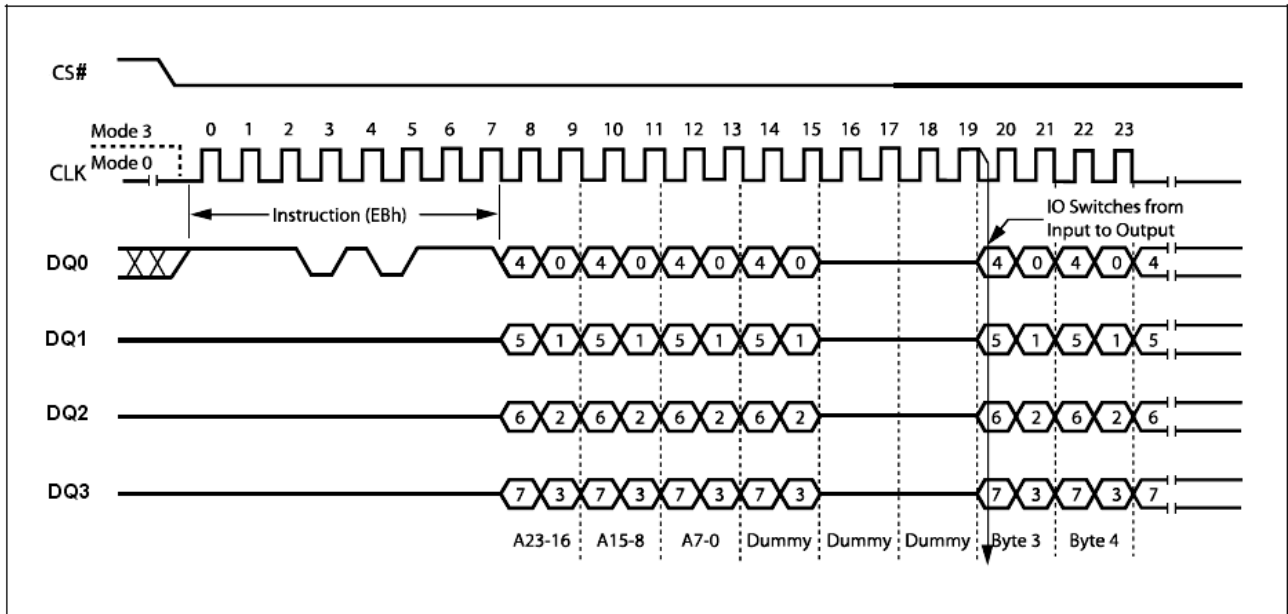 CS#
Mode 3
0 1 2 3 4 5 6 7 8 9 10 11 12 13 14 15 16 17 18 19 20 21 22 23
CLK Mode 0
Instruction (EBh)
IO Switches from
Input to Output
DQ0 4 0 4 0 4 0 4 0 4 0 4 0 4
DQ1 5 1 5 1 5 1 5 1 5 1 5 1 5
DQ2 6 2 6 2 6 2 6 2 6 2 6 2 6
DQ3 7 3 7 3 7 3 7 3 7 3 7 3 7
A23-16 A15-8 A7-0 Dummy Dummy Dummy Byte 3 Byte 4